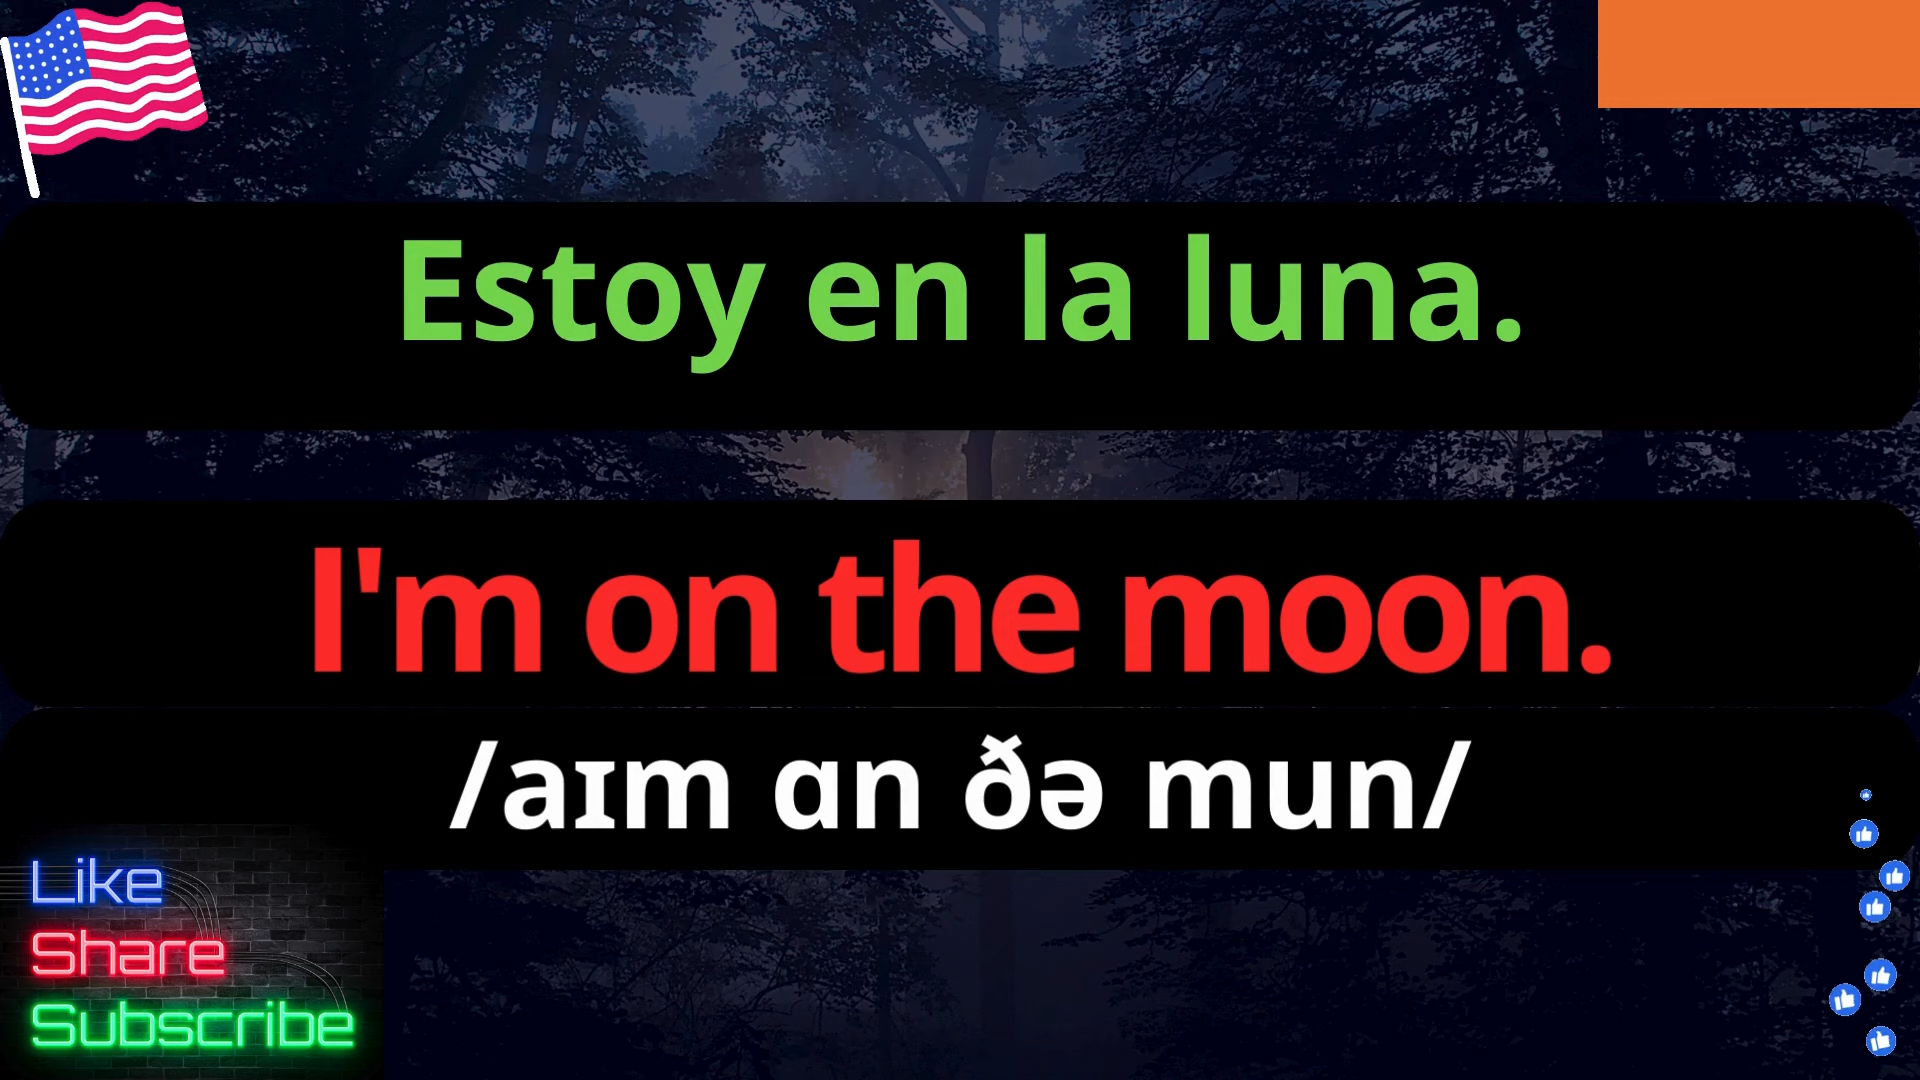 Estoy en la luna.
I'm on the moon.
/aɪm ɑn ðə mun/
Like
Share
Subscribe